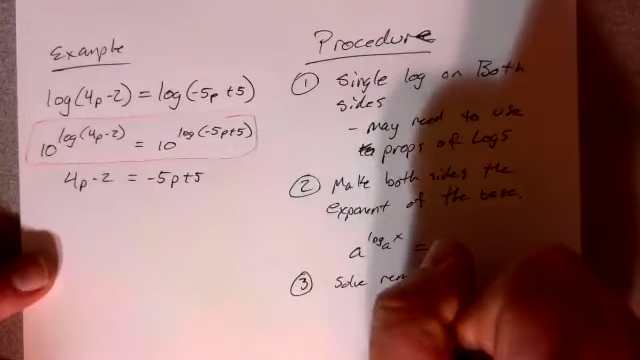 Example
log(4p-2) = log(-5p+5)
10^log(4p-2) = 10^log(-5p+5)
4p-2 = -5p+5
Procedure
① Single log on Both
sides
- May need to use
props of Logs
② Make both sides the
exponent of the base.
a^log_a x =
③ Solve